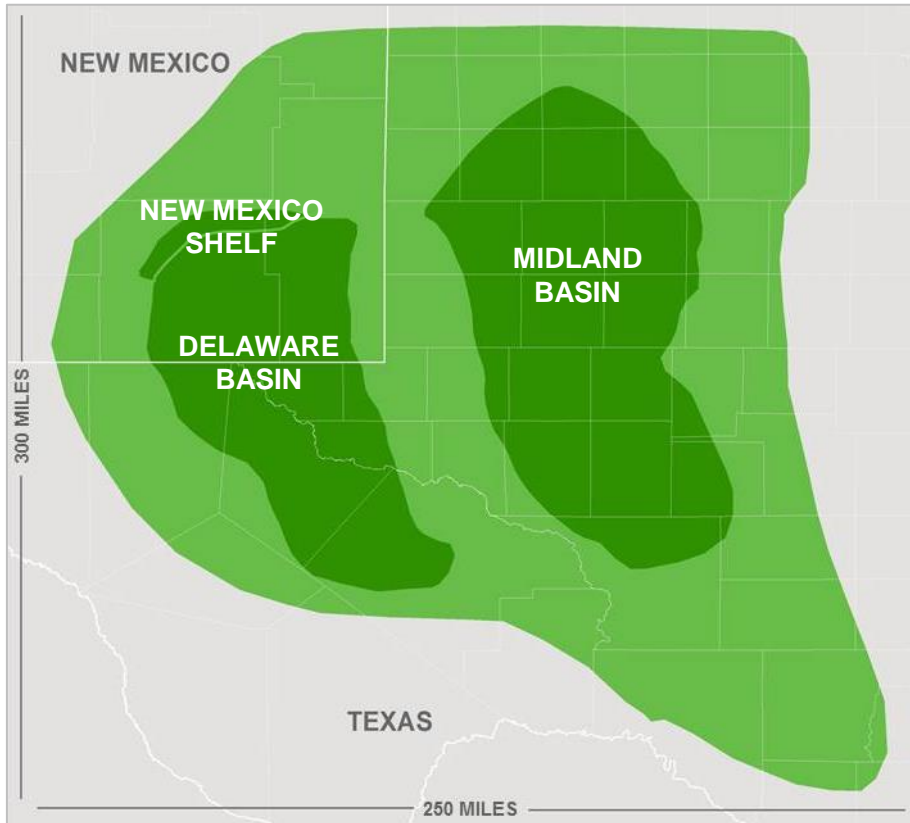 NEW MEXICO
NEW MEXICO
SHELF
MIDLAND
BASIN
DELAWARE
BASIN
300 MILES
TEXAS
250 MILES